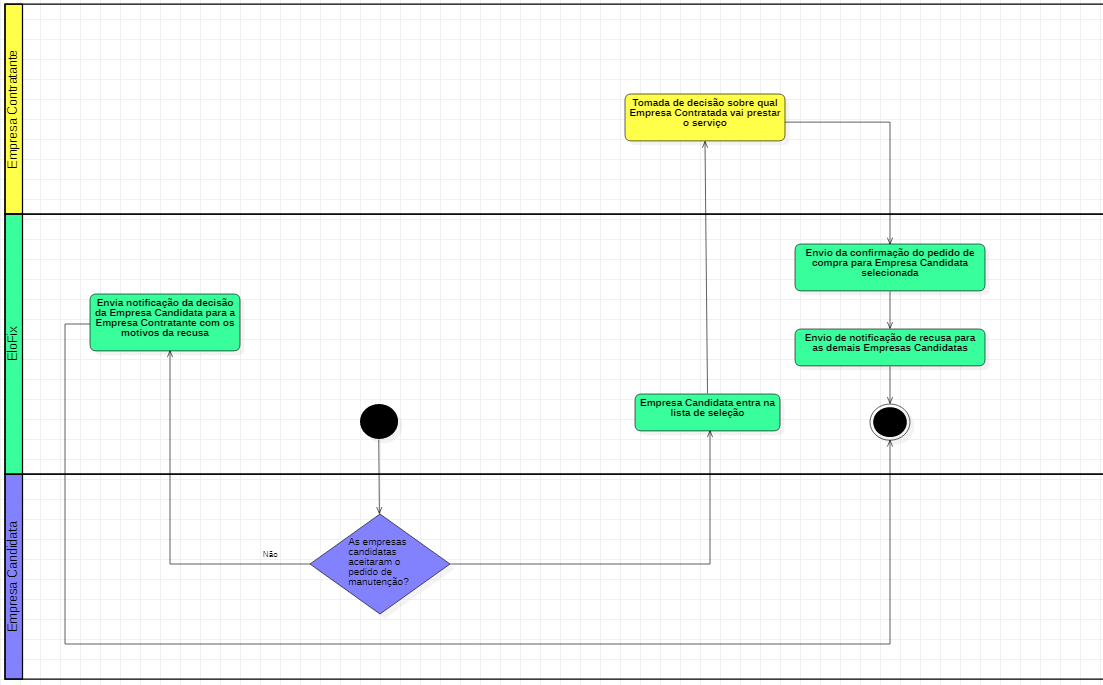 Empresa Contratante
Tomada de decisão sobre qual
Empresa Contratada vai prestar
o serviço
EloFix
Envio da confirmação do pedido de
compra para Empresa Candidata
selecionada
Envia notificação da decisão
da Empresa Candidata para a
Empresa Contratante com os
motivos da recusa
Envio de notificação de recusa para
as demais Empresas Candidatas
Empresa Candidata entra na
lista de seleção
Empresa Candidata
As empresas
candidatas
aceitaram o
pedido de
manutenção?
Não